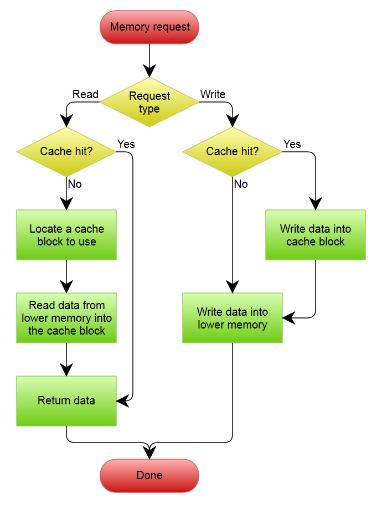 Memory request
Read
Request
type
Write
Cache hit?
Yes
Cache hit?
Yes
No
No
Locate a cache
block to use
Write data into
cache block
Read data from
lower memory into
the cache block
Write data into
lower memory
Return data
Done